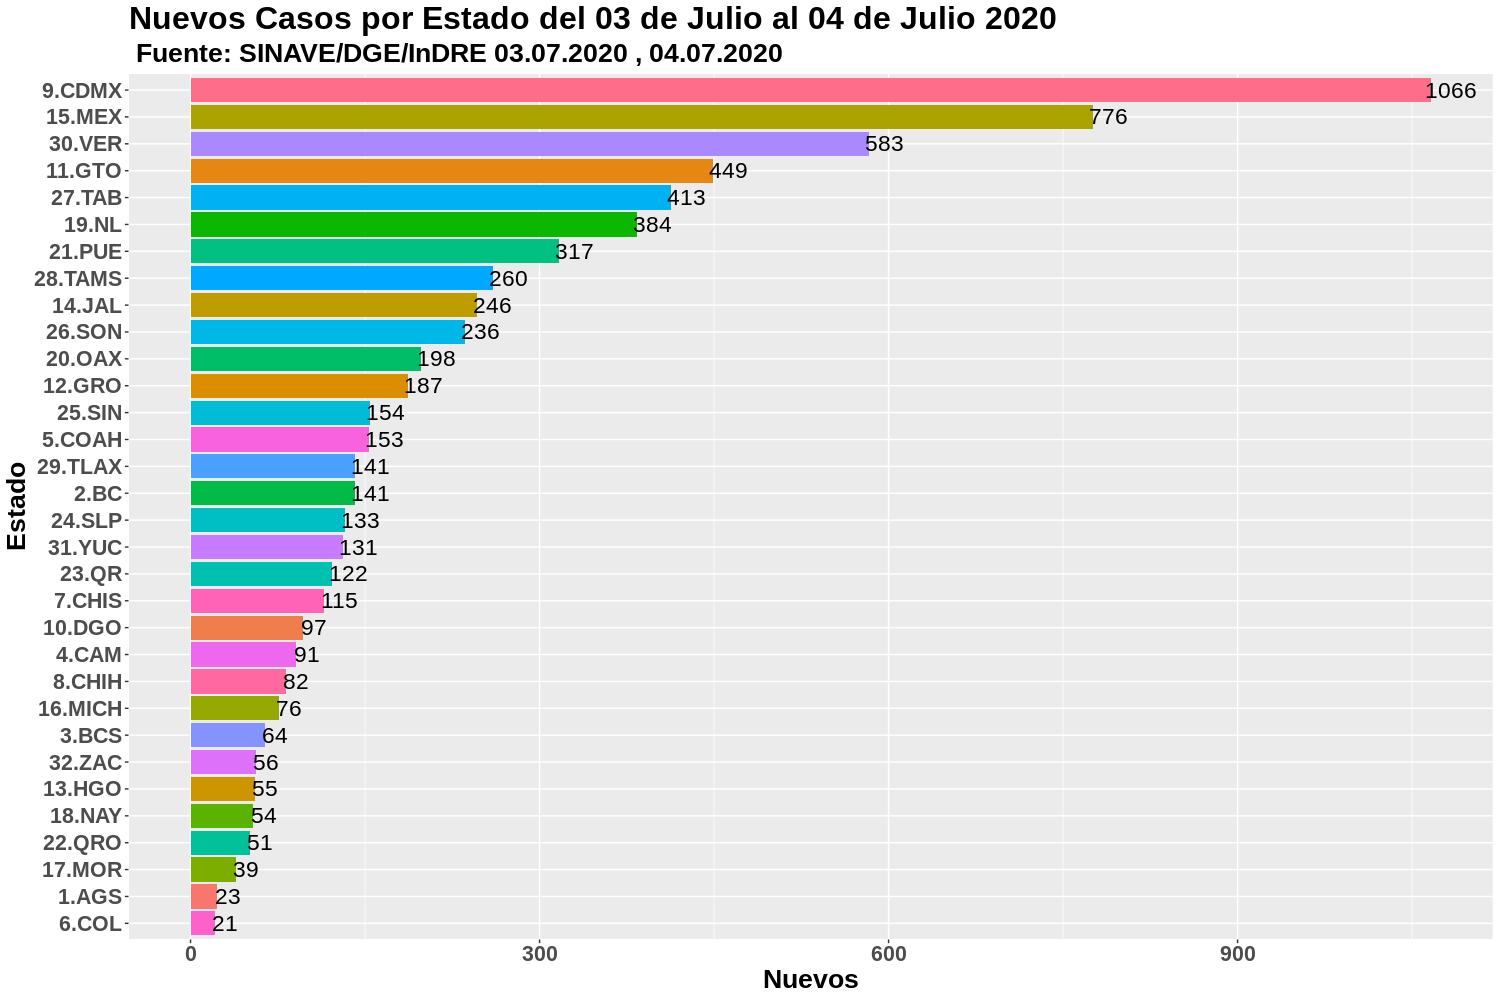 Nuevos Casos por Estado del 03 de Julio al 04 de Julio 2020
Fuente: SINAVE/DGE/InDRE 03.07.2020 , 04.07.2020
Estado
9.CDMX 1066
15.MEX 776
30.VER 583
11.GTO 449
27.TAB 413
19.NL 384
21.PUE 317
28.TAMS 260
14.JAL 246
26.SON 236
20.OAX 198
12.GRO 187
25.SIN 154
5.COAH 153
29.TLAX 141
2.BC 141
24.SLP 133
31.YUC 131
23.QR 122
7.CHIS 115
10.DGO 97
4.CAM 91
8.CHIH 82
16.MICH 76
3.BCS 64
32.ZAC 56
13.HGO 55
18.NAY 54
22.QRO 51
17.MOR 39
1.AGS 23
6.COL 21
0 300 600 900
Nuevos